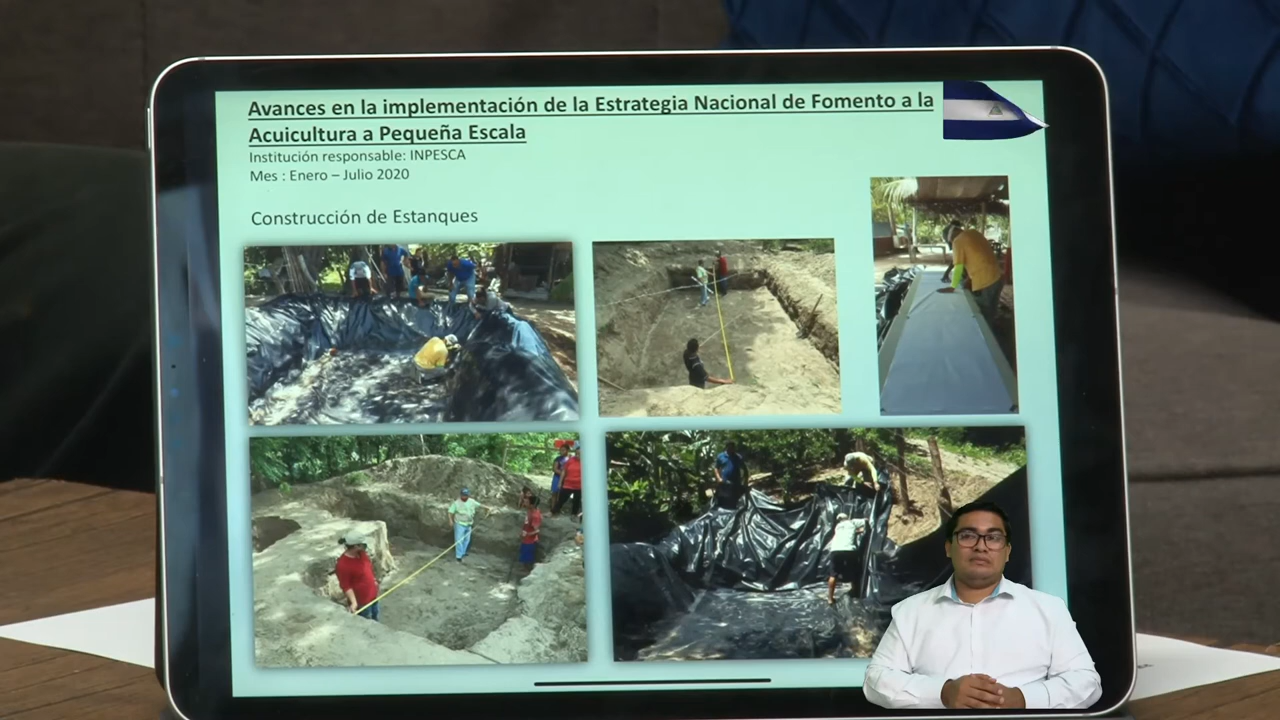 Avances en la implementación de la Estrategia Nacional de Fomento a la
Acuicultura a Pequeña Escala
Institución responsable: INPESCA
Mes : Enero – Julio 2020
Construcción de Estanques